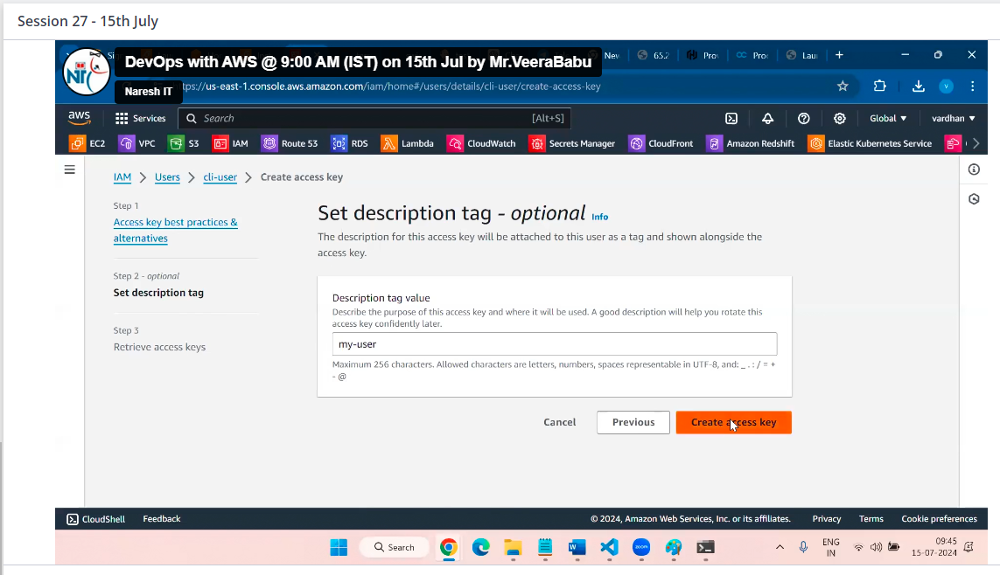 Session 27 - 15th July
DevOps with AWS @ 9:00 AM (IST) on 15th Jul by Mr.VeeraBabu
New
65.2
Pro
Pro
Lau
Naresh IT
tps://us-east-1.console.aws.amazon.com/iam/home#/users/details/cli-user/create-access-key
aws
Services
Search
[Alt+S]
Global
vardhan
EC2
VPC
S3
IAM
Route 53
RDS
Lambda
CloudWatch
Secrets Manager
CloudFront
Amazon Redshift
Elastic Kubernetes Service
IAM > Users > cli-user > Create access key
Step 1
Access key best practices &
alternatives
Step 2 - optional
Set description tag
Step 3
Retrieve access keys
Set description tag - optional Info
The description for this access key will be attached to this user as a tag and shown alongside the
access key.
Description tag value
Describe the purpose of this access key and where it will be used. A good description will help you rotate this
access key confidently later.
my-user
Maximum 256 characters. Allowed characters are letters, numbers, spaces representable in UTF-8, and: _ . : / = +
- @
Cancel
Previous
Create access key
CloudShell
Feedback
© 2024, Amazon Web Services, Inc. or its affiliates.
Privacy
Terms
Cookie preferences
Search
zoom
ENG
IN
09:45
15-07-2024